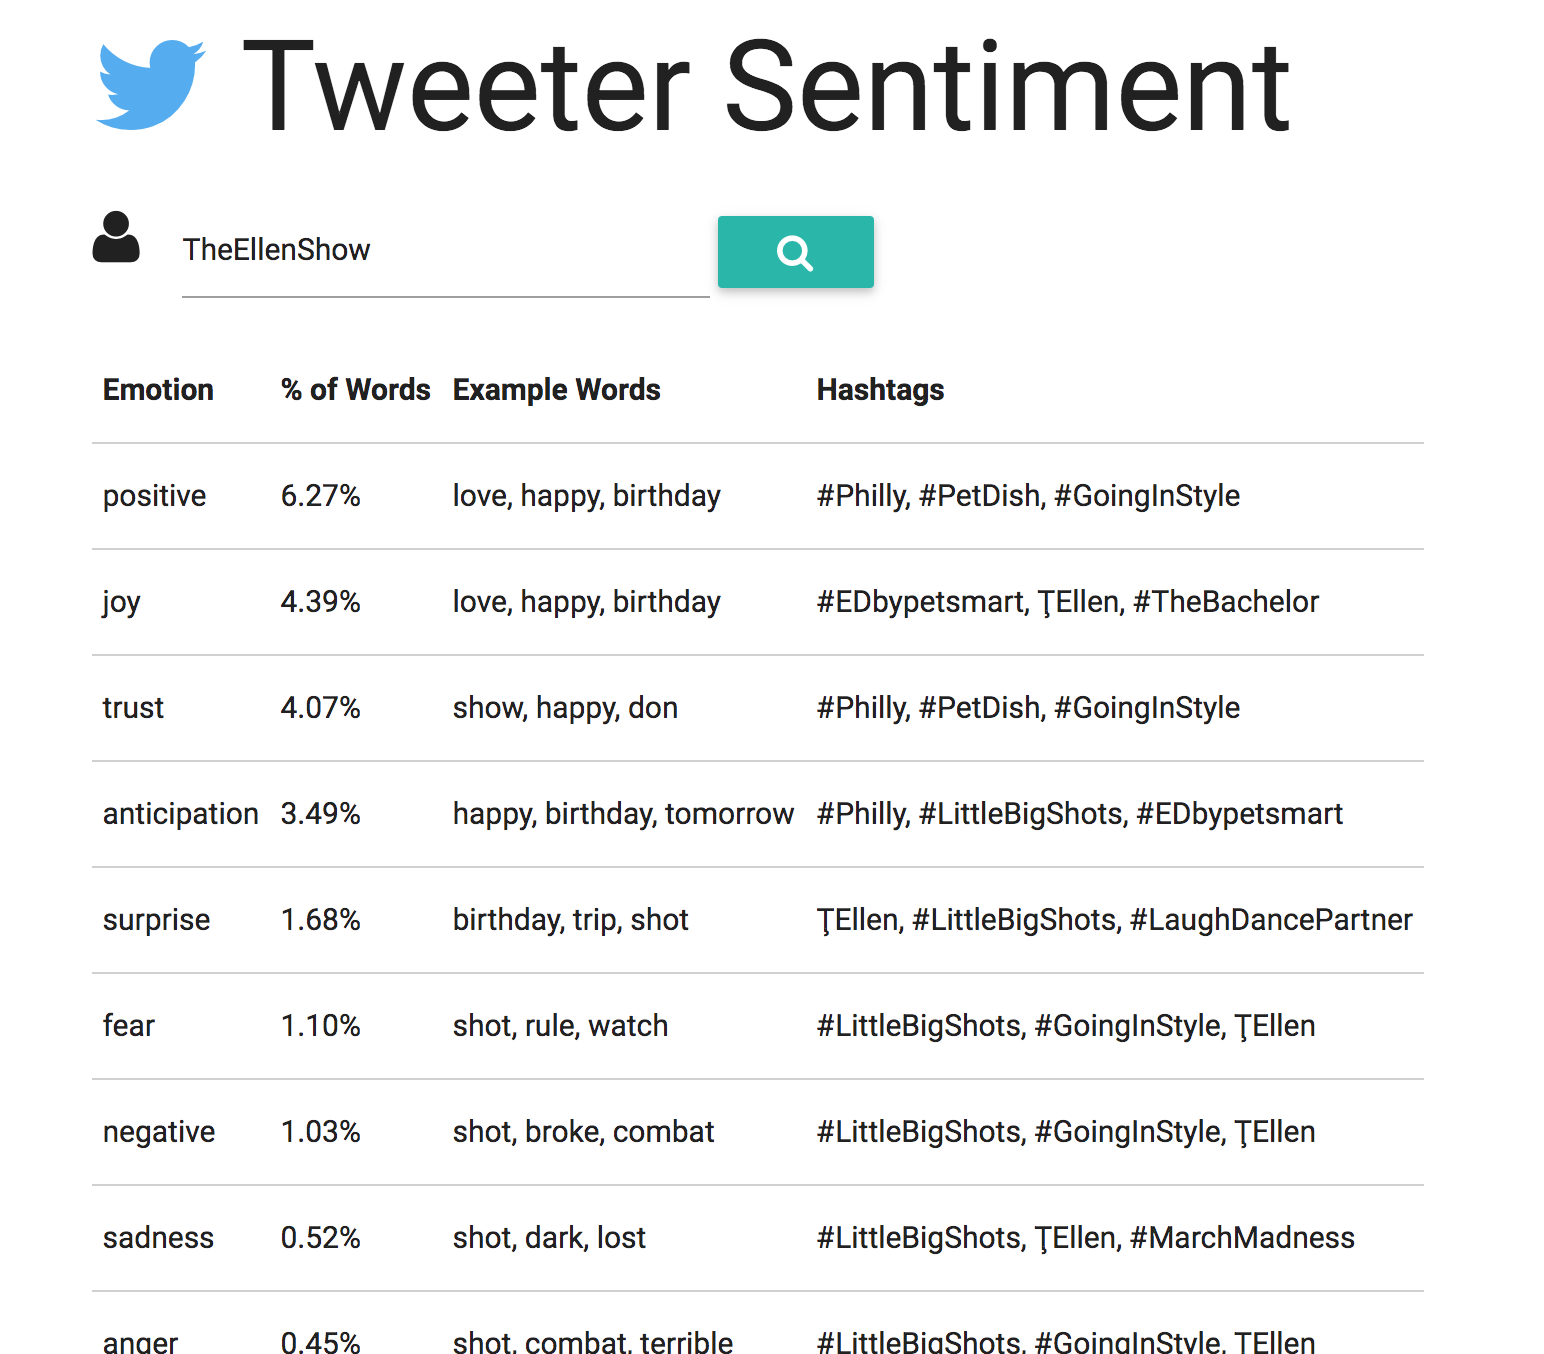 Tweeter Sentiment
TheEllenShow
Emotion % of Words Example Words Hashtags
positive 6.27% love, happy, birthday #Philly, #PetDish, #GoingInStyle
joy 4.39% love, happy, birthday #EDbypetsmart, ŢEllen, #TheBachelor
trust 4.07% show, happy, don #Philly, #PetDish, #GoingInStyle
anticipation 3.49% happy, birthday, tomorrow #Philly, #LittleBigShots, #EDbypetsmart
surprise 1.68% birthday, trip, shot ŢEllen, #LittleBigShots, #LaughDancePartner
fear 1.10% shot, rule, watch #LittleBigShots, #GoingInStyle, ŢEllen
negative 1.03% shot, broke, combat #LittleBigShots, #GoingInStyle, ŢEllen
sadness 0.52% shot, dark, lost #LittleBigShots, ŢEllen, #MarchMadness
anger 0.45% shot, combat, terrible #LittleBigShots, #GoingInStyle, ŢEllen